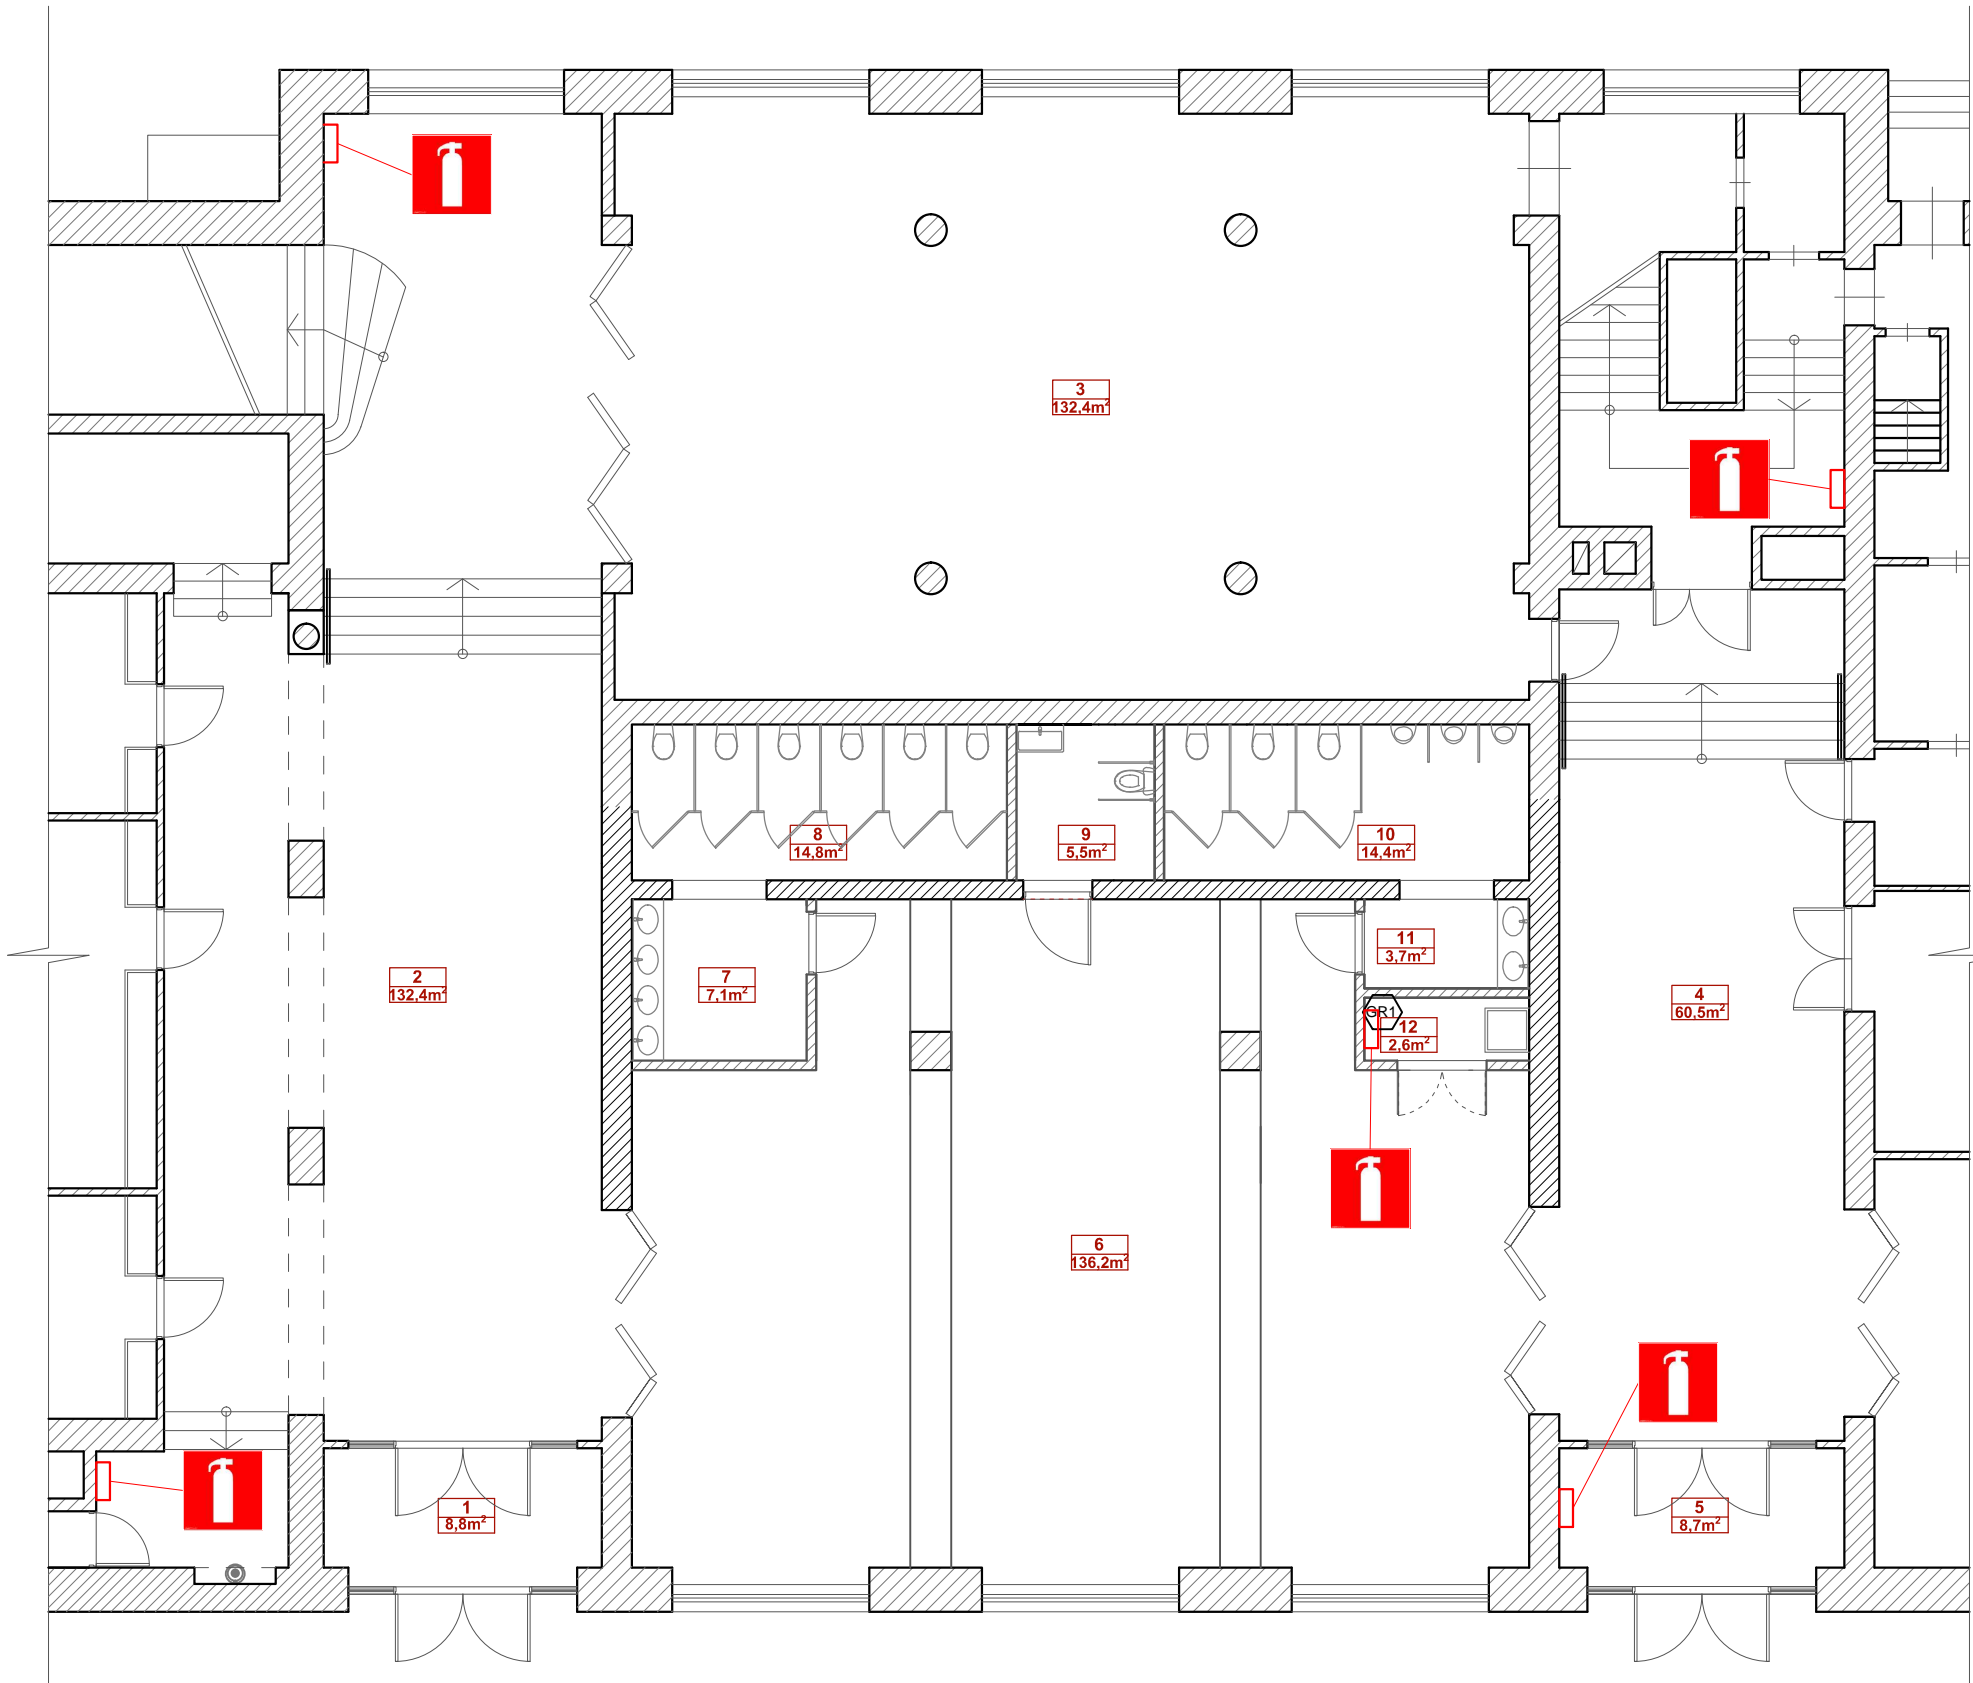 3
132,4m²
8
14,8m²
9
5,5m²
10
14,4m²
11
3,7m²
2
132,4m²
7
7,1m²
4
60,5m²
GR1
12
2,6m²
6
136,2m²
1
8,8m²
5
8,7m²